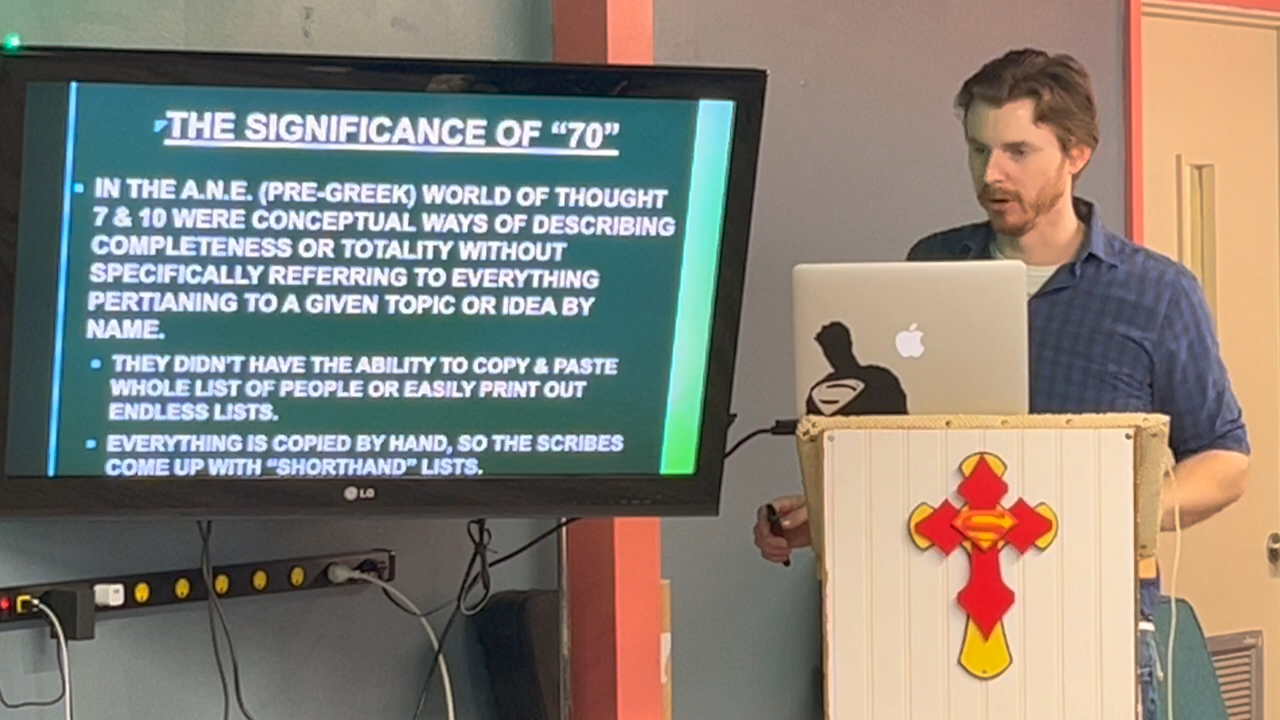 THE SIGNIFICANCE OF “70”
IN THE A.N.E. (PRE-GREEK) WORLD OF THOUGHT
7 & 10 WERE CONCEPTUAL WAYS OF DESCRIBING
COMPLETENESS OR TOTALITY WITHOUT
SPECIFICALLY REFERRING TO EVERYTHING
PERTIANING TO A GIVEN TOPIC OR IDEA BY
NAME.
THEY DIDN'T HAVE THE ABILITY TO COPY & PASTE
WHOLE LIST OF PEOPLE OR EASILY PRINT OUT
ENDLESS LISTS.
EVERYTHING IS COPIED BY HAND, SO THE SCRIBES
COME UP WITH “SHORTHAND” LISTS.
LG